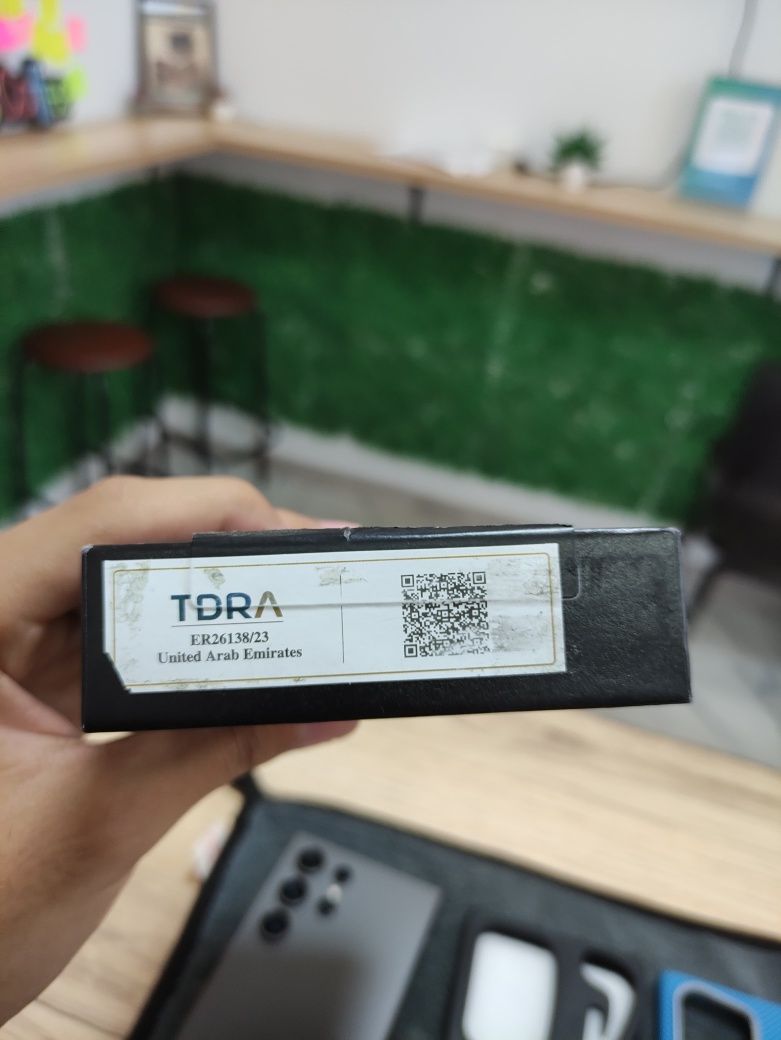 TDRA
ER26138/23
United Arab Emirates